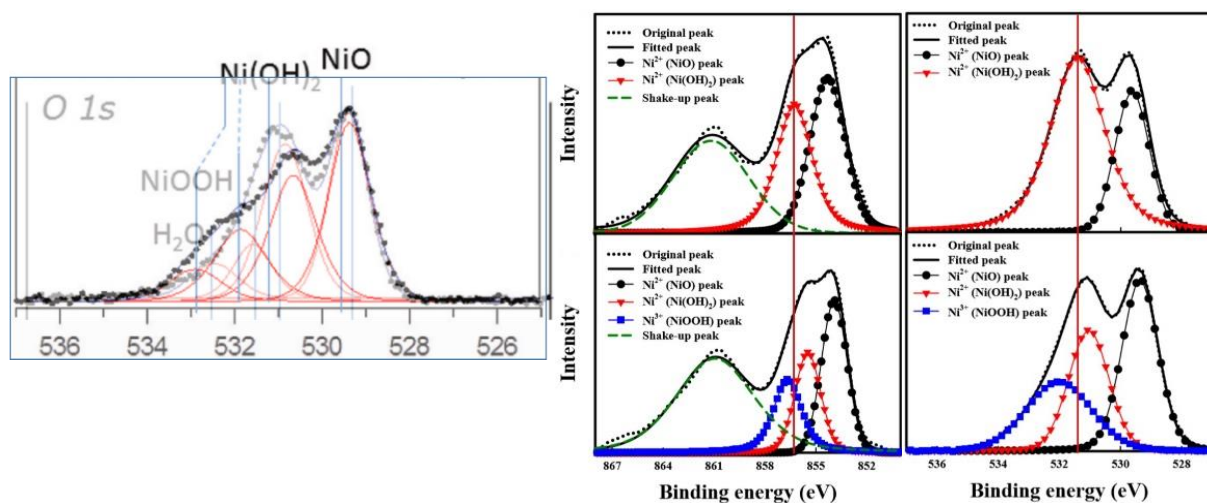 O 1s
Ni(OH)₂
NiO
NiOOH
H₂O
536
534
532
530
528
526
Intensity
Original peak
Fitted peak
Ni²⁺ (NiO) peak
Ni²⁺ (Ni(OH)₂) peak
Shake-up peak
Original peak
Fitted peak
Ni²⁺ (NiO) peak
Ni²⁺ (Ni(OH)₂) peak
Intensity
Original peak
Fitted peak
Ni²⁺ (NiO) peak
Ni²⁺ (Ni(OH)₂) peak
Ni³⁺ (NiOOH) peak
Shake-up peak
867
864
861
858
855
852
Binding energy (eV)
Original peak
Fitted peak
Ni²⁺ (NiO) peak
Ni²⁺ (Ni(OH)₂) peak
Ni³⁺ (NiOOH) peak
536
534
532
530
528
Binding energy (eV)